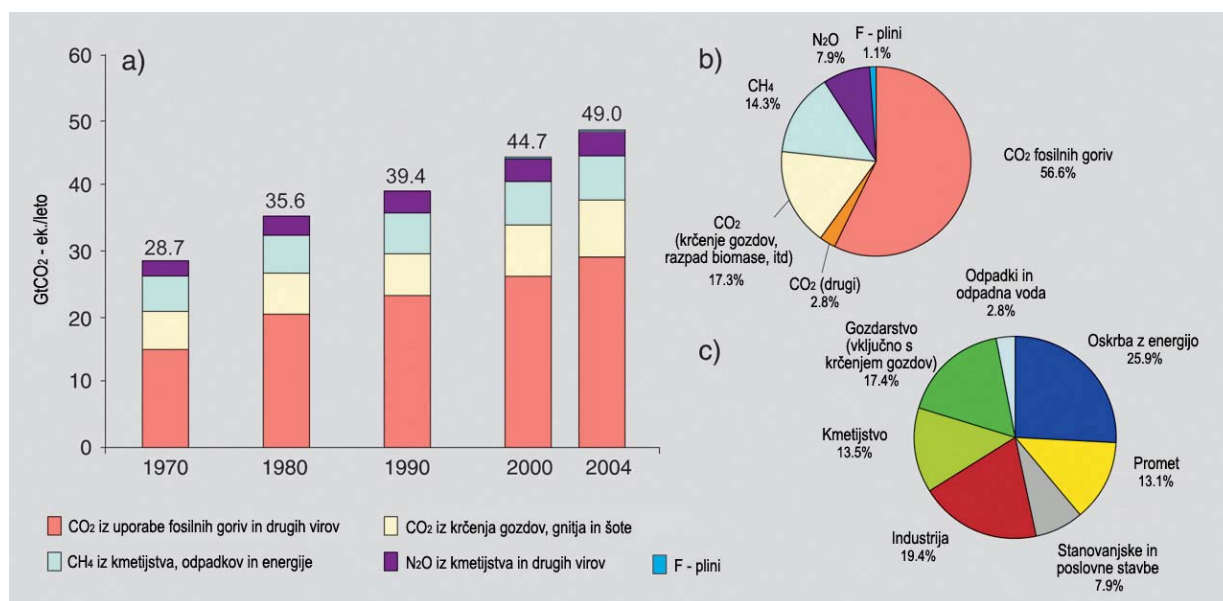 a)
60
50
40
30
20
10
0
GtCO₂ - ek./leto
28.7
35.6
39.4
44.7
49.0
1970
1980
1990
2000
2004
CO₂ iz uporabe fosilnih goriv in drugih virov
CO₂ iz krčenja gozdov, gnitja in šote
CH₄ iz kmetijstva, odpadkov in energije
N₂O iz kmetijstva in drugih virov
F - plini
b)
N₂O
7.9%
F - plini
1.1%
CH₄
14.3%
CO₂ fosilnih goriv
56.6%
CO₂
(krčenje gozdov,
razpad biomase, itd)
17.3%
CO₂ (drugi)
2.8%
c)
Odpadki in
odpadna voda
2.8%
Gozdarstvo
(vključno s
krčenjem gozdov)
17.4%
Oskrba z energijo
25.9%
Kmetijstvo
13.5%
Promet
13.1%
Industrija
19.4%
Stanovanjske in
poslovne stavbe
7.9%